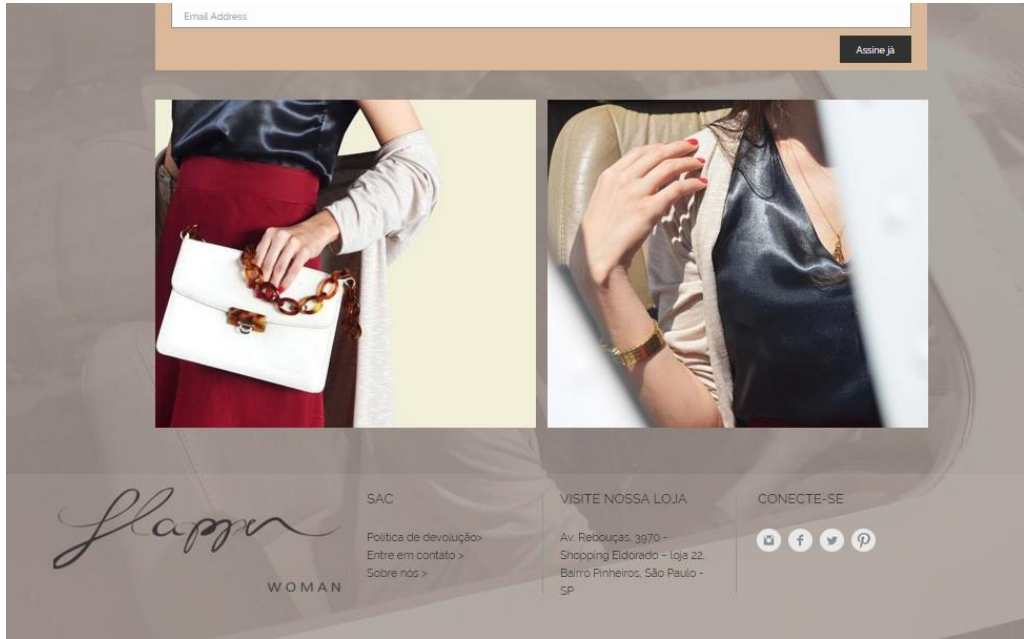 Email Address
Assine já
flapper
WOMAN
SAC
Política de devolução>
Entre em contato >
Sobre nós >
VISITE NOSSA LOJA
Av. Rebouças, 3970 -
Shopping Eldorado – loja 22,
Bairro Pinheiros, São Paulo -
SP
CONECTE-SE